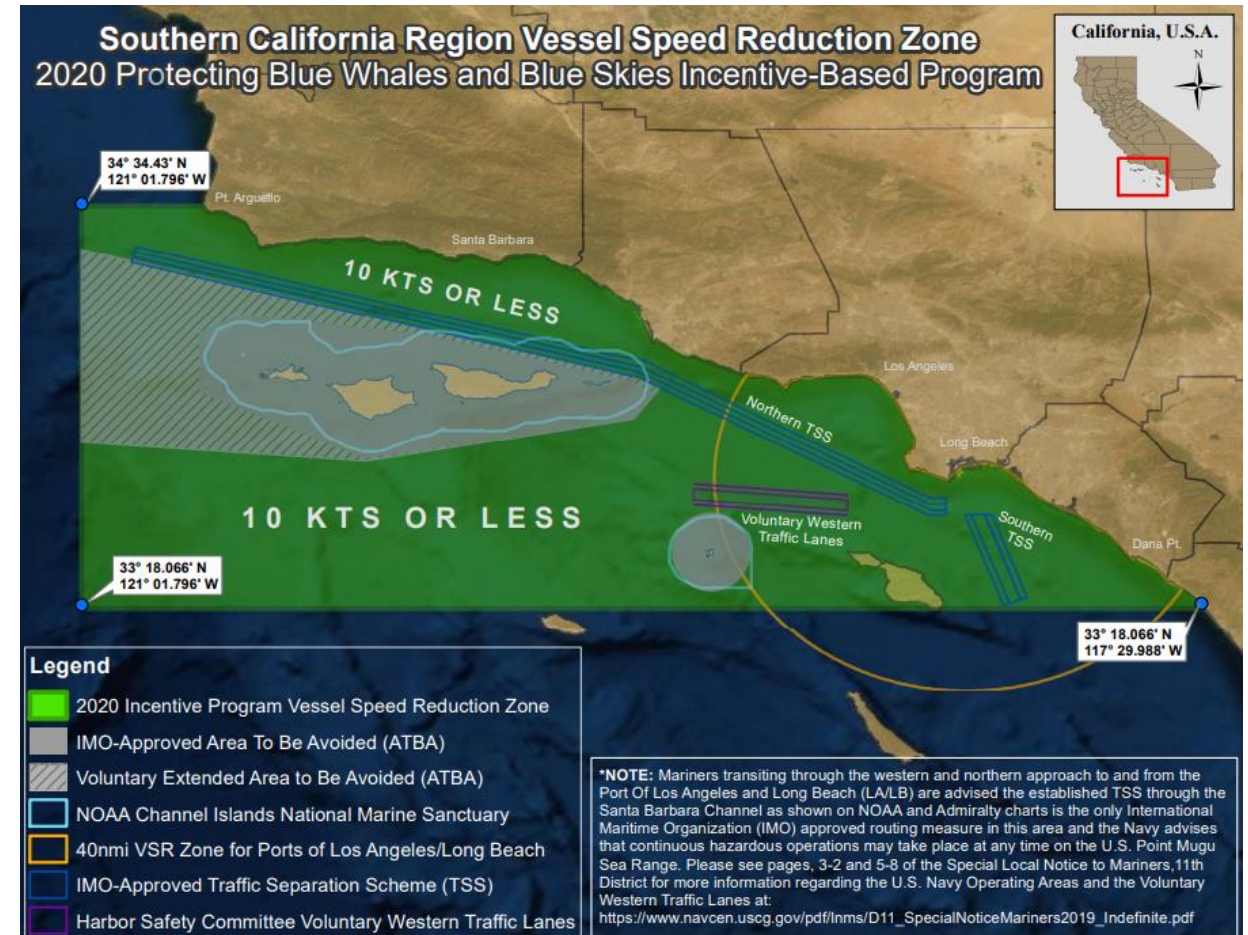 Southern California Region Vessel Speed Reduction Zone
2020 Protecting Blue Whales and Blue Skies Incentive-Based Program
California, U.S.A.
N
34° 34.43' N
121° 01.796' W
Pt. Arguello
Santa Barbara
10 KTS OR LESS
Los Angeles
Northern TSS
Long Beach
10 KTS OR LESS
Voluntary Western
Traffic Lanes
Southern
TSS
Dana Pt.
33° 18.066' N
121° 01.796' W
33° 18.066' N
117° 29.988' W
Legend
2020 Incentive Program Vessel Speed Reduction Zone
IMO-Approved Area To Be Avoided (ATBA)
Voluntary Extended Area to Be Avoided (ATBA)
NOAA Channel Islands National Marine Sanctuary
40nmi VSR Zone for Ports of Los Angeles/Long Beach
IMO-Approved Traffic Separation Scheme (TSS)
Harbor Safety Committee Voluntary Western Traffic Lanes
*NOTE: Mariners transiting through the western and northern approach to and from the
Port Of Los Angeles and Long Beach (LA/LB) are advised the established TSS through the
Santa Barbara Channel as shown on NOAA and Admiralty charts is the only International
Maritime Organization (IMO) approved routing measure in this area and the Navy advises
that continuous hazardous operations may take place at any time on the U.S. Point Mugu
Sea Range. Please see pages, 3-2 and 5-8 of the Special Local Notice to Mariners,11th
District for more information regarding the U.S. Navy Operating Areas and the Voluntary
Western Traffic Lanes at:
https://www.navcen.uscg.gov/pdf/lnms/D11_SpecialNoticeMariners2019_Indefinite.pdf